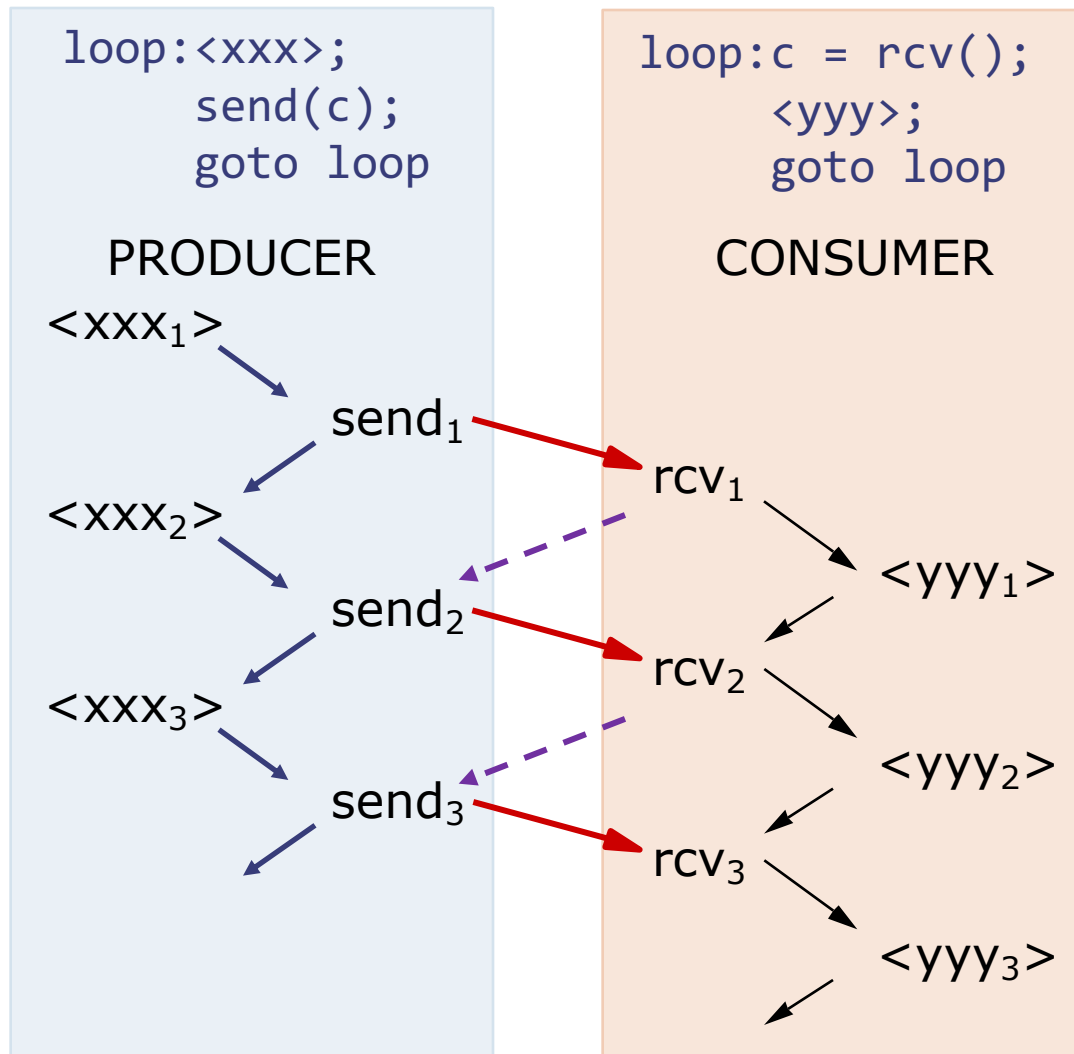 loop:<xxx>;
send(c);
goto loop
PRODUCER
<xxx₁>
send₁
<xxx₂>
send₂
<xxx₃>
send₃
loop:c = rcv();
<yyy>;
goto loop
CONSUMER
rcv₁
<yyy₁>
rcv₂
<yyy₂>
rcv₃
<yyy₃>